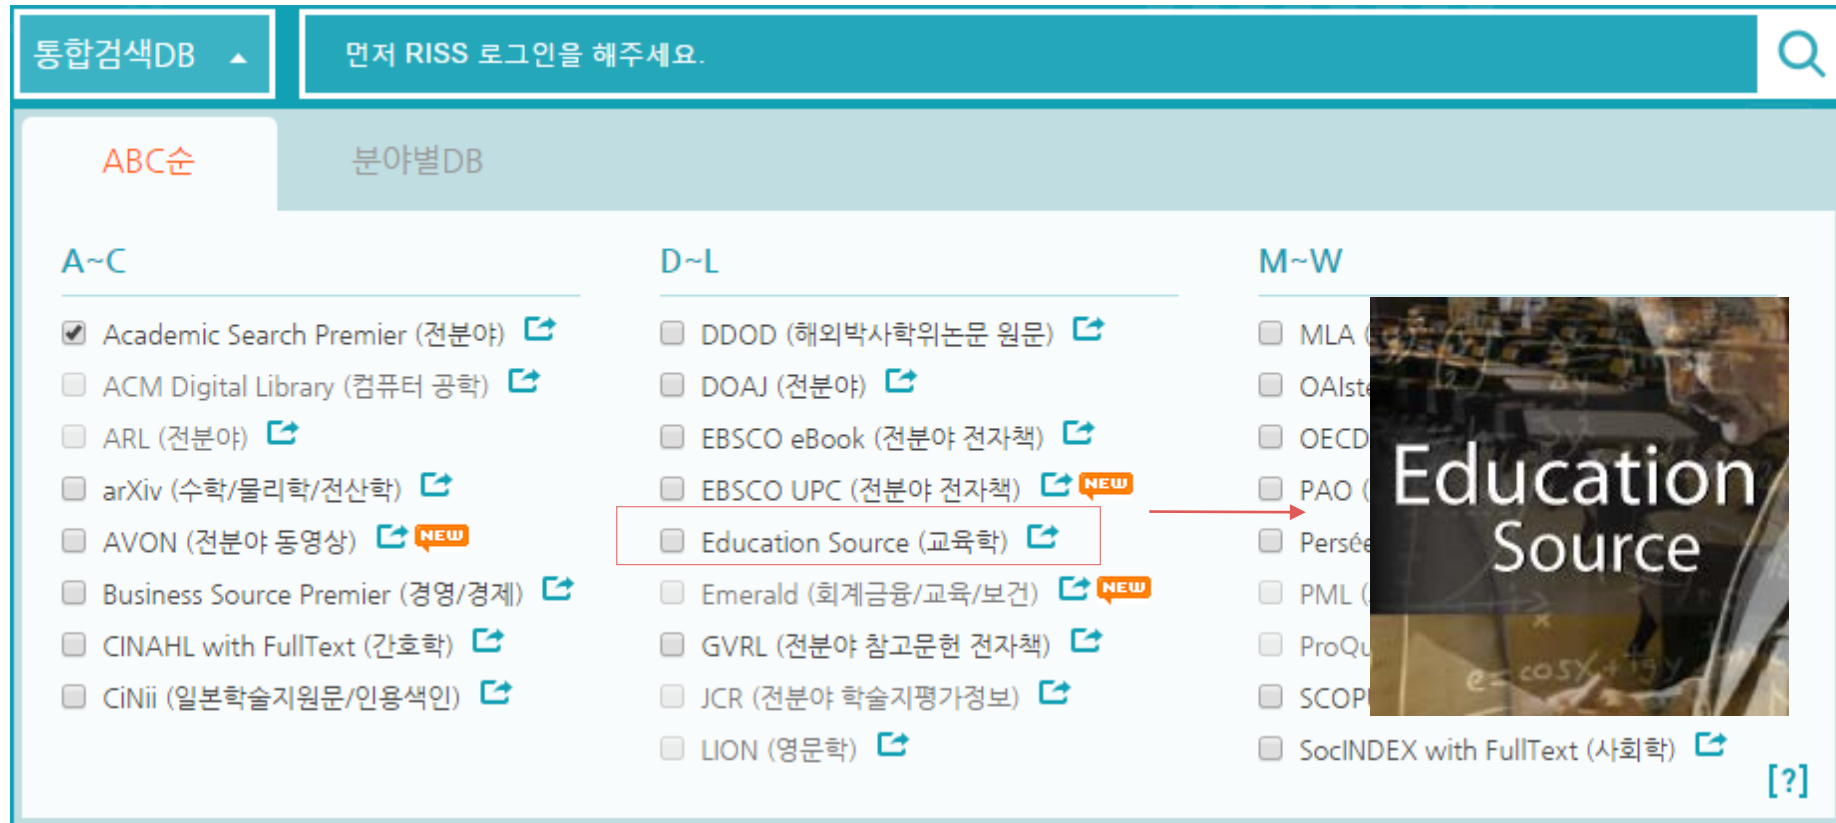 통합검색DB
먼저 RISS 로그인을 해주세요.
ABC순
분야별DB
A~C
Academic Search Premier (전분야)
ACM Digital Library (컴퓨터 공학)
ARL (전분야)
arXiv (수학/물리학/전산학)
AVON (전분야 동영상) NEW
Business Source Premier (경영/경제)
CINAHL with FullText (간호학)
CiNii (일본학술지원문/인용색인)
D~L
DDOD (해외박사학위논문 원문)
DOAJ (전분야)
EBSCO eBook (전분야 전자책)
EBSCO UPC (전분야 전자책) NEW
Education Source (교육학)
Emerald (회계금융/교육/보건) NEW
GVRL (전분야 참고문헌 전자책)
JCR (전분야 학술지평가정보)
LION (영문학)
M~W
MLA (
OAIste
OECD
PAO (
Persée
PML (
ProQu
SCOP
SocINDEX with FullText (사회학)
[?]
Education
Source